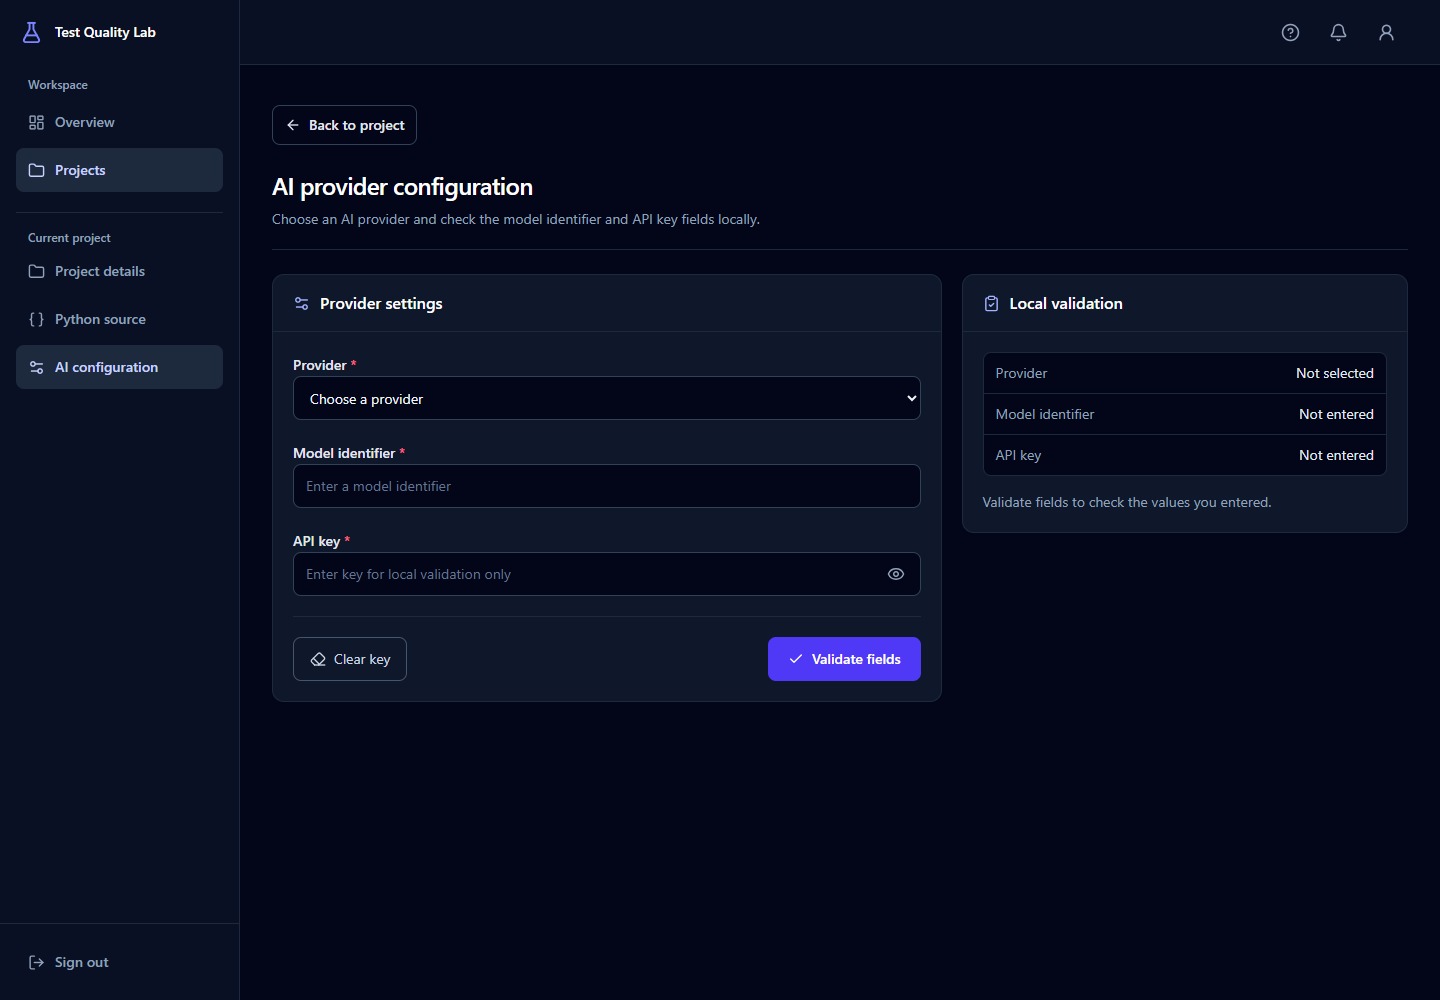 Test Quality Lab
Workspace
Overview
Projects
Current project
Project details
Python source
AI configuration
Sign out
Back to project
AI provider configuration
Choose an AI provider and check the model identifier and API key fields locally.
Provider settings
Provider *
Choose a provider
Model identifier *
Enter a model identifier
API key *
Enter key for local validation only
Clear key
Validate fields
Local validation
Provider Not selected
Model identifier Not entered
API key Not entered
Validate fields to check the values you entered.